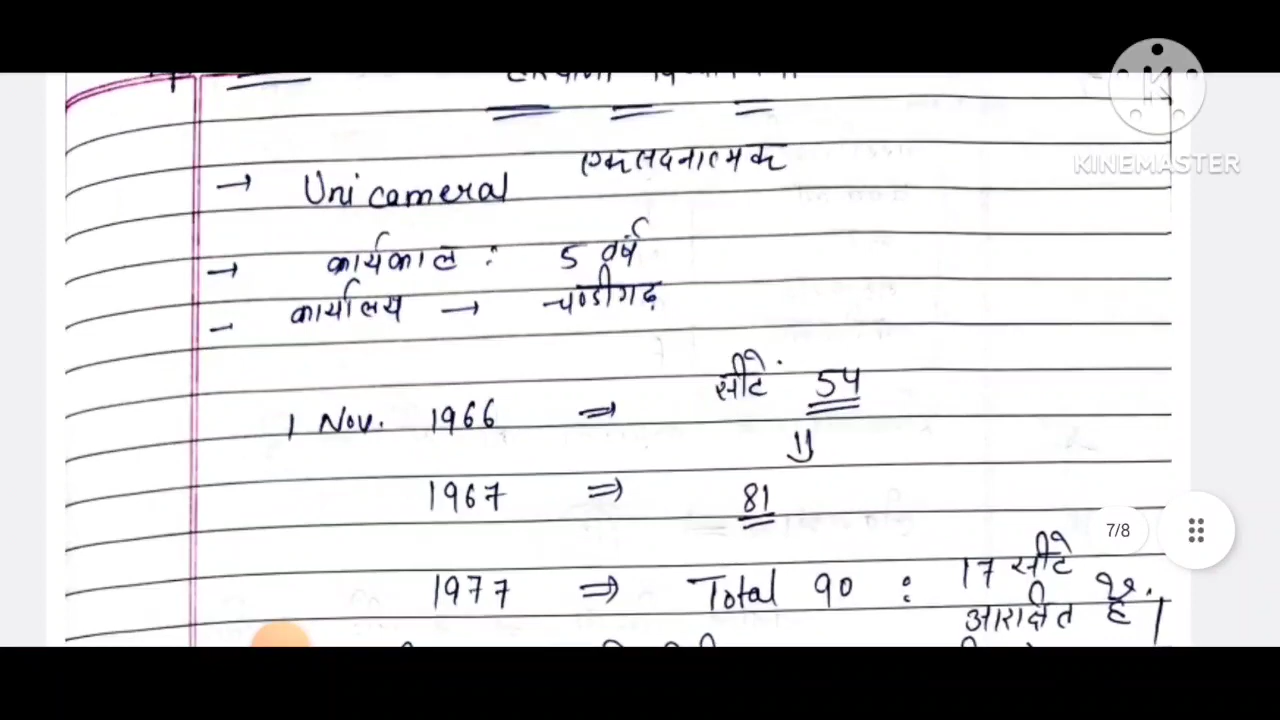 KINEMASTER
एकसदनात्मक
→ Unicameral
→ कार्यकाल : 5 वर्ष
- कार्यालय → चण्डीगढ़
1 Nov. 1966 ⇒ सीटें 54
⇓
1967 ⇒ 81
7/8
1977 ⇒ Total 90 : 17 सीटें
आरक्षित है।